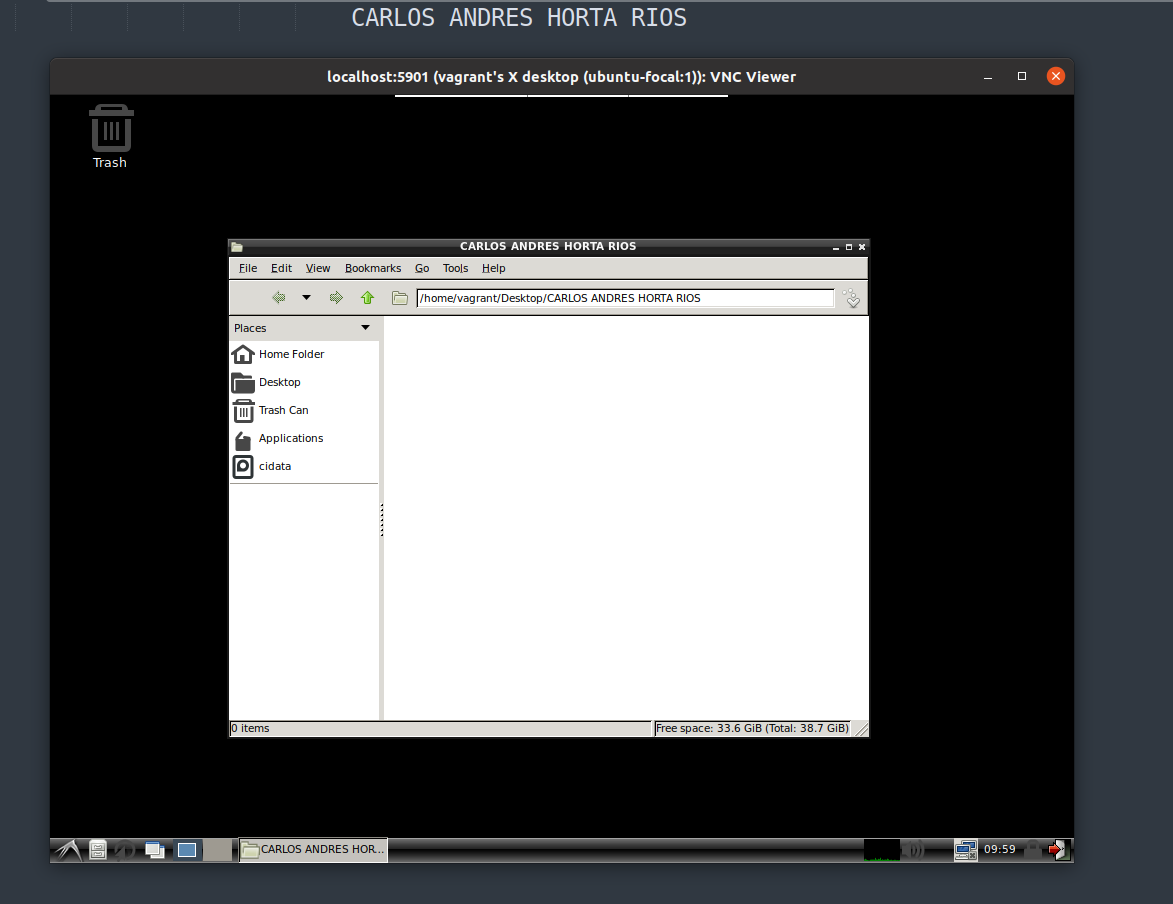 CARLOS ANDRES HORTA RIOS
localhost:5901 (vagrant's X desktop (ubuntu-focal:1)): VNC Viewer
Trash
CARLOS ANDRES HORTA RIOS
File Edit View Bookmarks Go Tools Help
/home/vagrant/Desktop/CARLOS ANDRES HORTA RIOS
Places
Home Folder
Desktop
Trash Can
Applications
cidata
0 items
Free space: 33.6 GiB (Total: 38.7 GiB)
CARLOS ANDRES HOR...
09:59